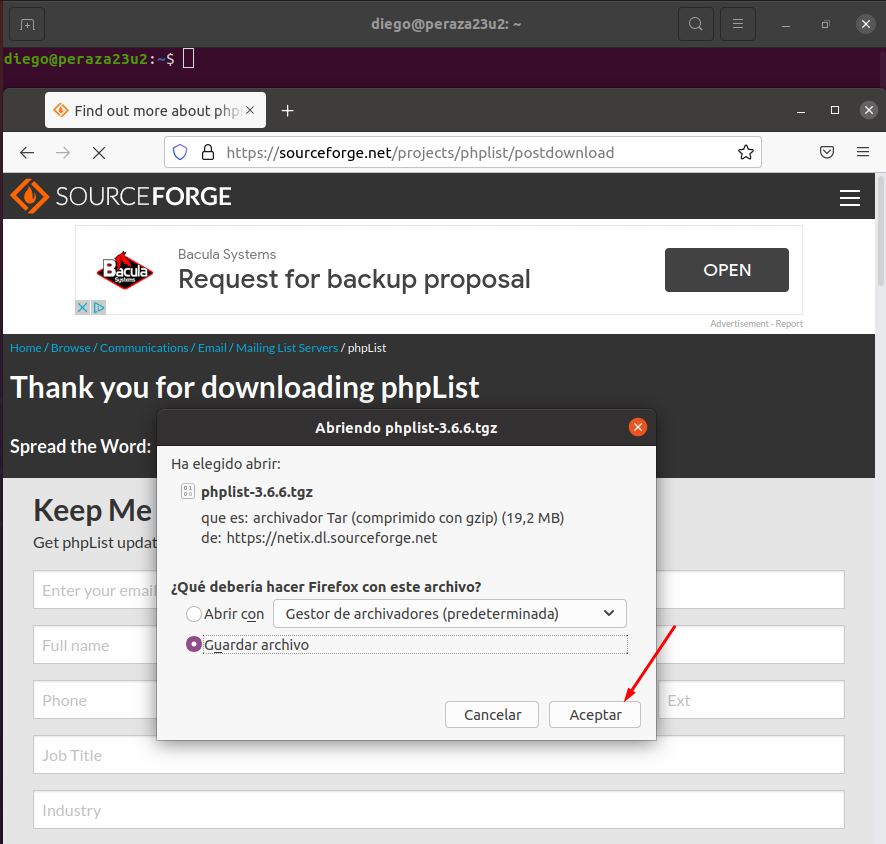 diego@peraza23u2: ~
diego@peraza23u2:~$
Find out more about php
https://sourceforge.net/projects/phplist/postdownload
SOURCEFORGE
Bacula Systems
Request for backup proposal
OPEN
Bacula
Systems
Advertisement - Report
Home / Browse / Communications / Email / Mailing List Servers / phpList
Thank you for downloading phpList
Spread the Word:
Abriendo phplist-3.6.6.tgz
Ha elegido abrir:
phplist-3.6.6.tgz
que es: archivador Tar (comprimido con gzip) (19,2 MB)
de: https://netix.dl.sourceforge.net
¿Qué debería hacer Firefox con este archivo?
Abrir con Gestor de archivadores (predeterminada)
Guardar archivo
Cancelar Aceptar
Keep Me
Get phpList updat
Enter your email
Full name
Phone Ext
Job Title
Industry